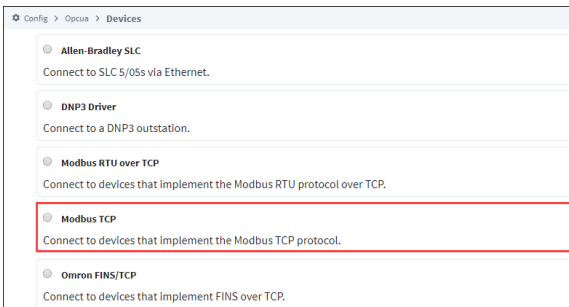 Config > Opcua > Devices
Allen-Bradley SLC
Connect to SLC 5/05s via Ethernet.
DNP3 Driver
Connect to a DNP3 outstation.
Modbus RTU over TCP
Connect to devices that implement the Modbus RTU protocol over TCP.
Modbus TCP
Connect to devices that implement the Modbus TCP protocol.
Omron FINS/TCP
Connect to devices that implement FINS over TCP.